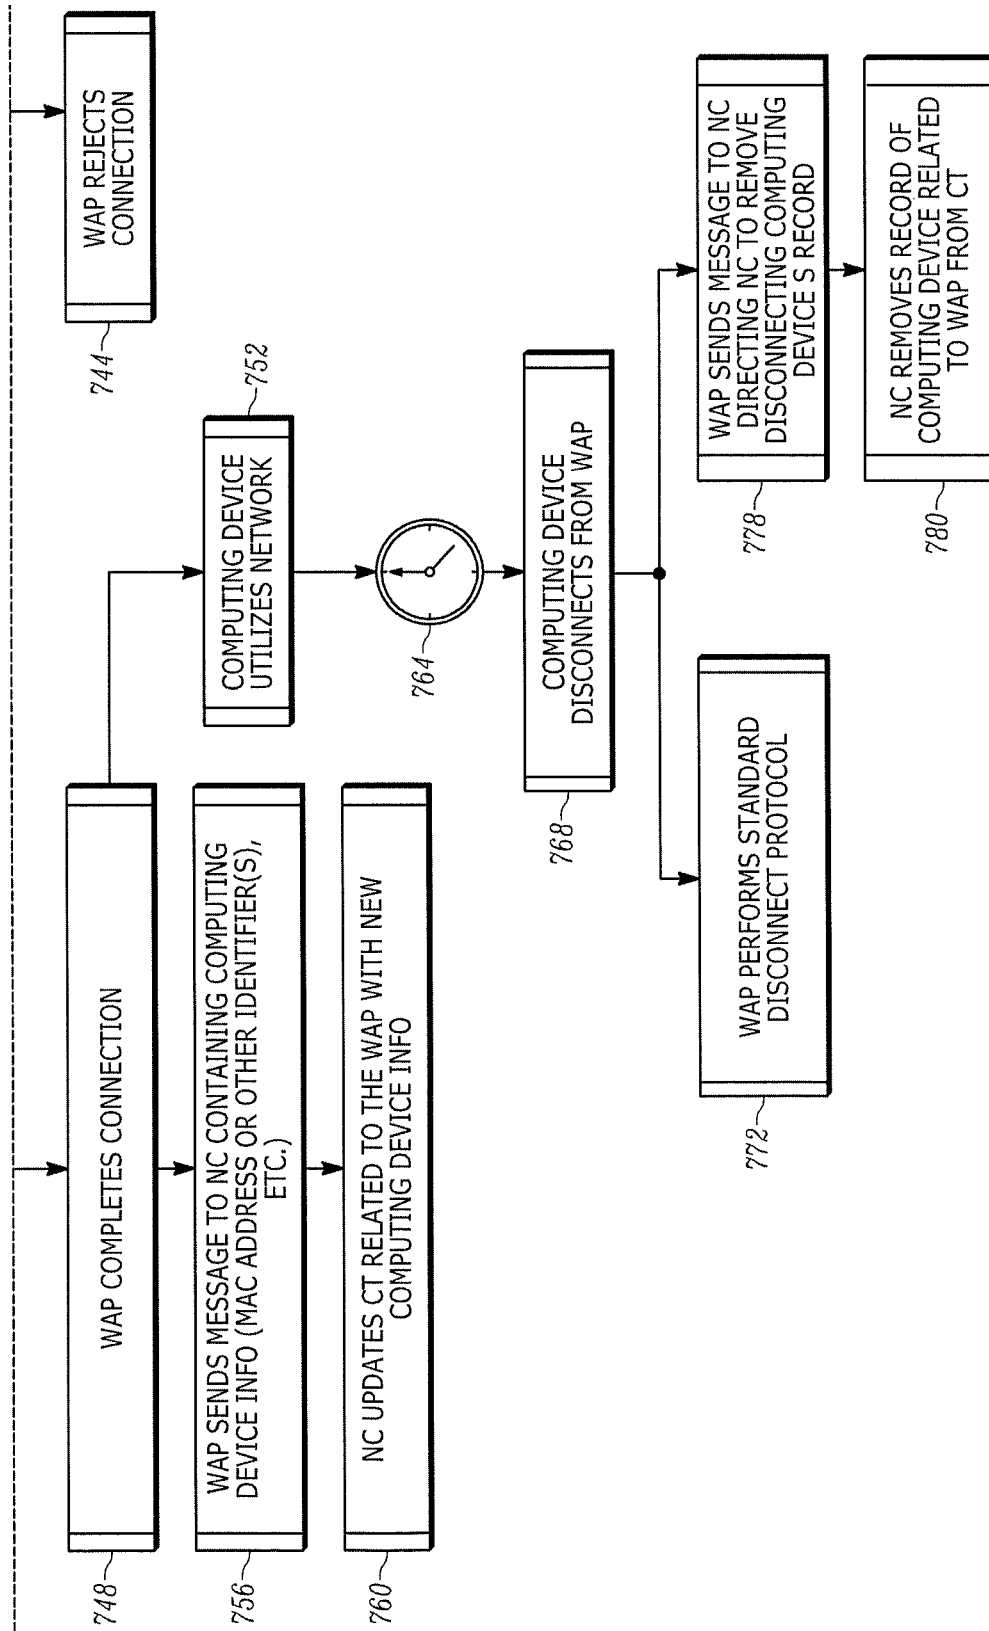 748
WAP COMPLETES CONNECTION
744
WAP REJECTS
CONNECTION
756
WAP SENDS MESSAGE TO NC CONTAINING COMPUTING
DEVICE INFO (MAC ADDRESS OR OTHER IDENTIFIER(S),
ETC.)
COMPUTING DEVICE
UTILIZES NETWORK
752
760
NC UPDATES CT RELATED TO THE WAP WITH NEW
COMPUTING DEVICE INFO
764
768
COMPUTING DEVICE
DISCONNECTS FROM WAP
772
WAP PERFORMS STANDARD
DISCONNECT PROTOCOL
778
WAP SENDS MESSAGE TO NC
DIRECTING NC TO REMOVE
DISCONNECTING COMPUTING
DEVICE S RECORD
780
NC REMOVES RECORD OF
COMPUTING DEVICE RELATED
TO WAP FROM CT